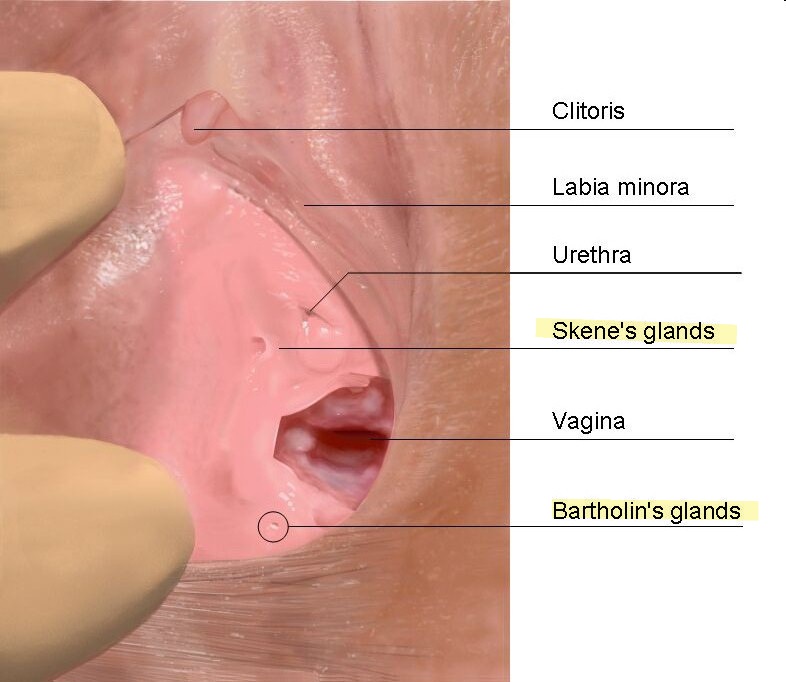 Clitoris
Labia minora
Urethra
Skene's glands
Vagina
Bartholin's glands